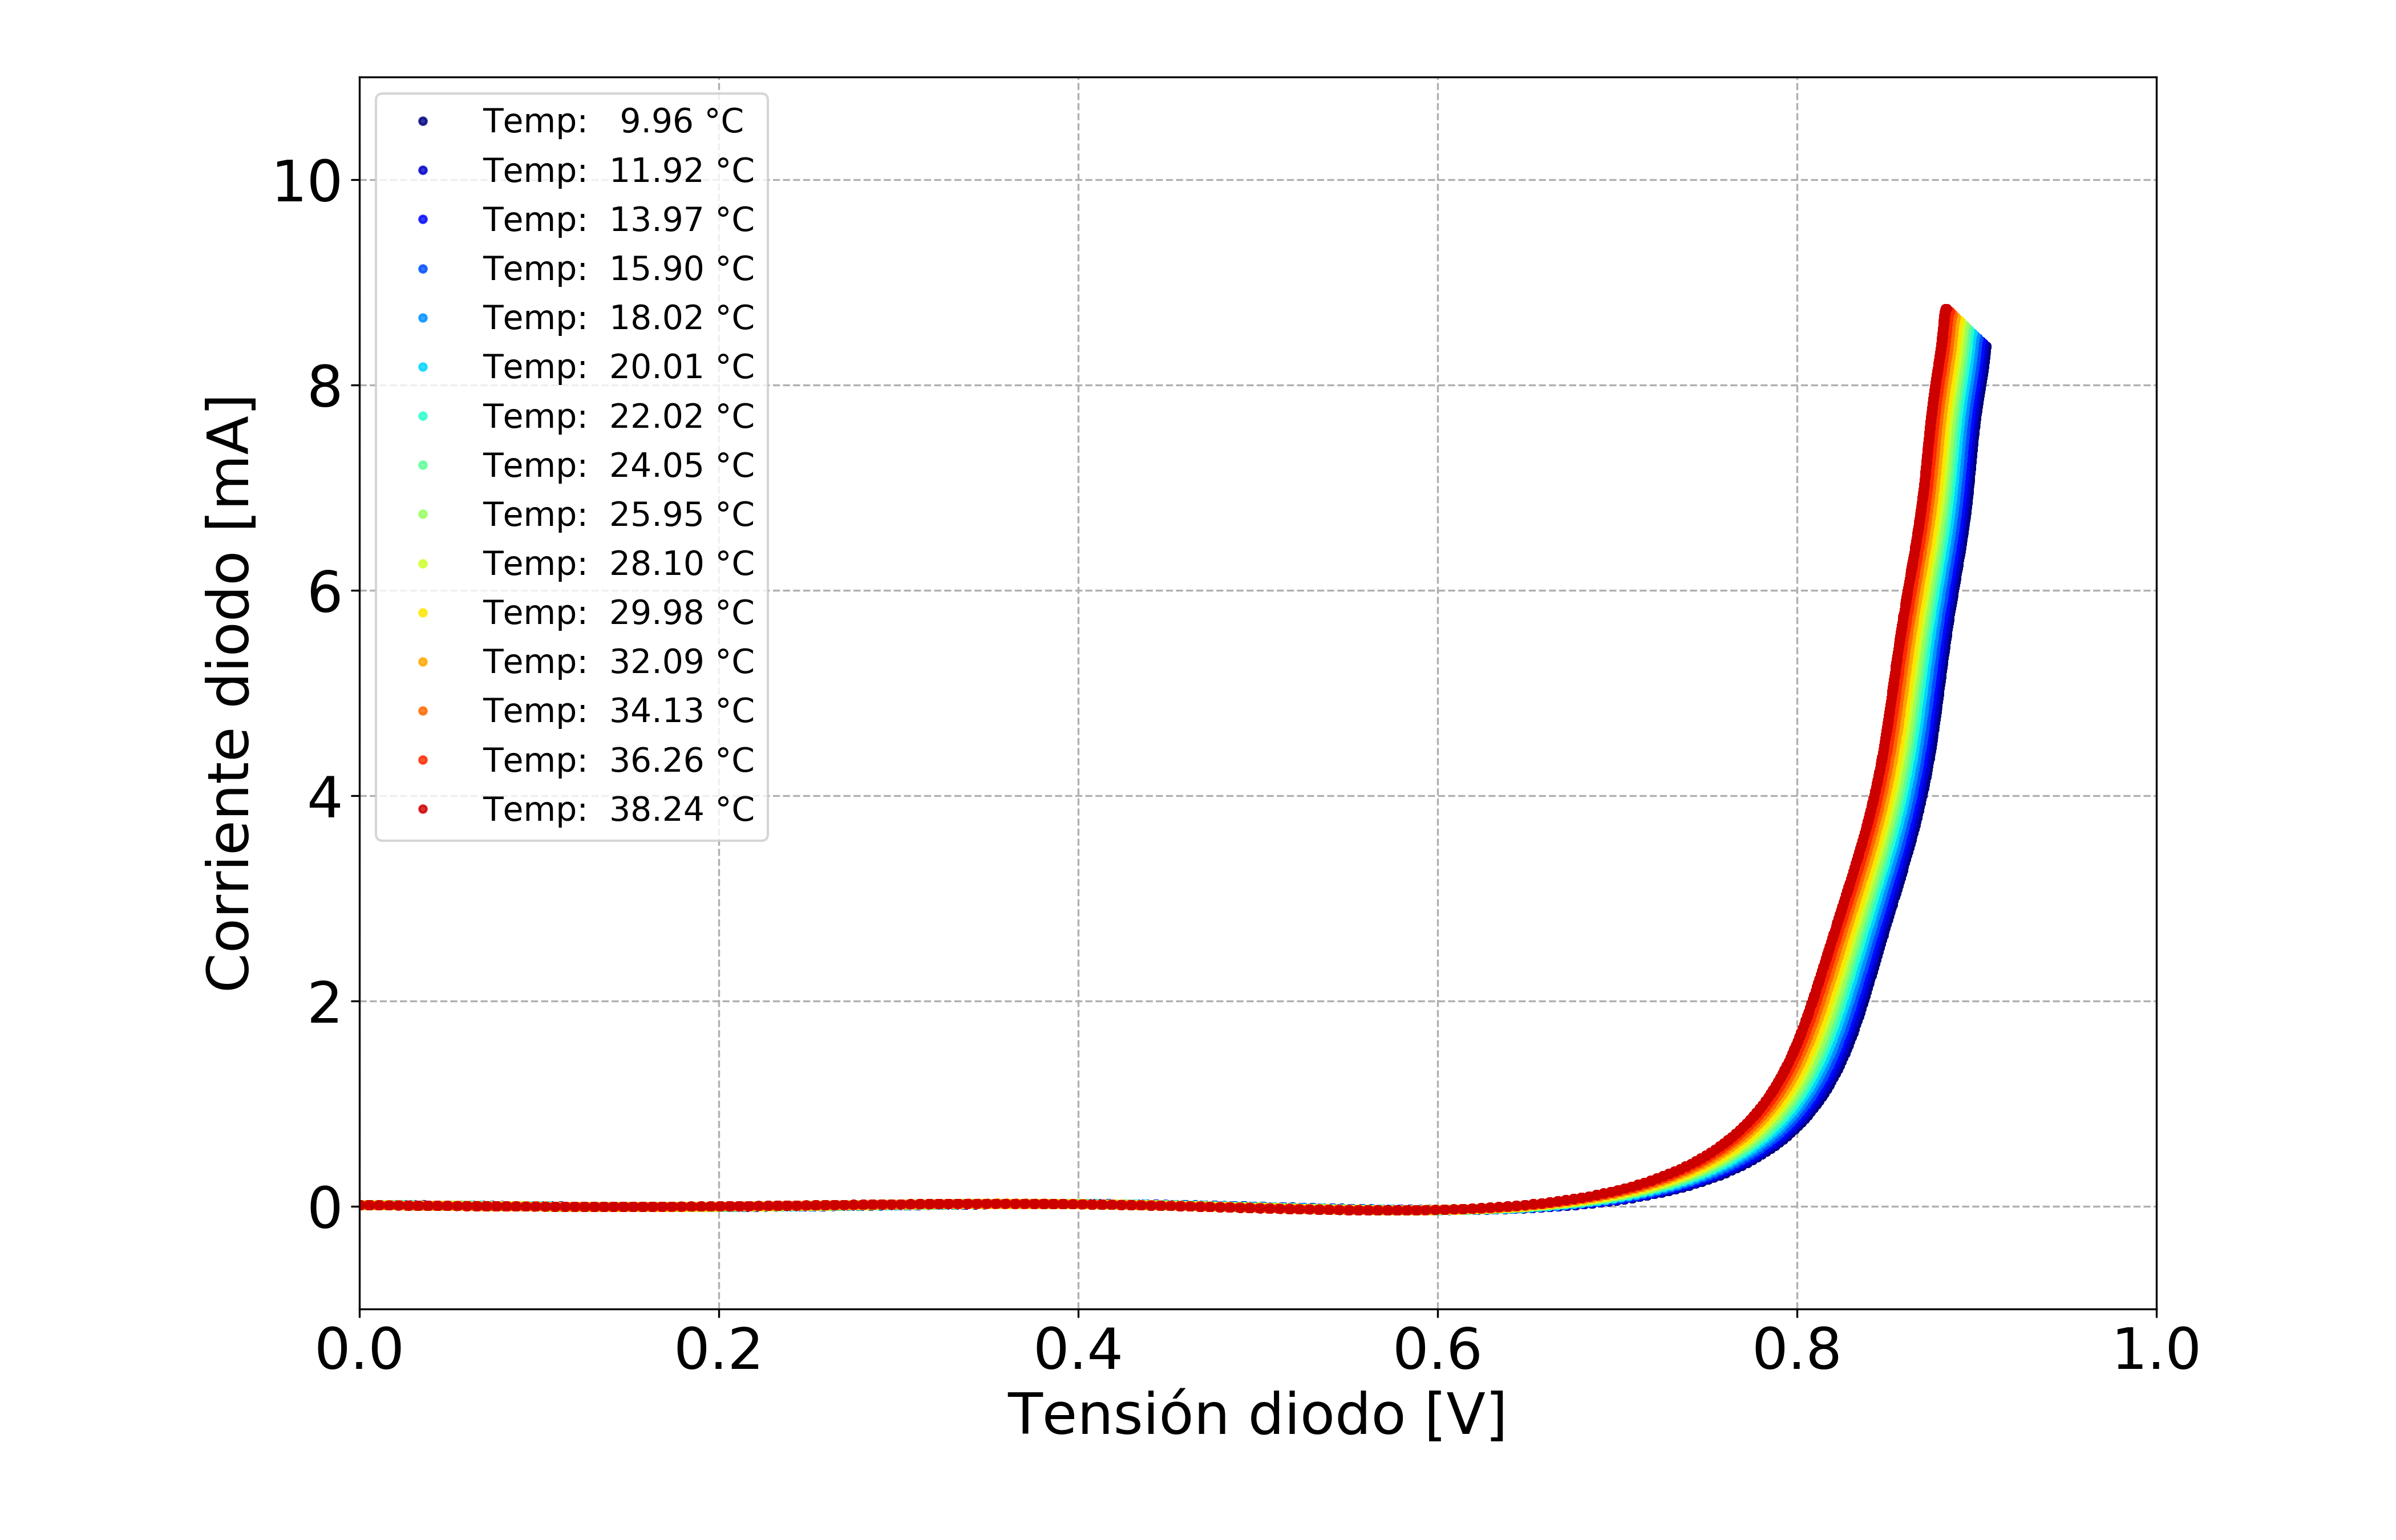 Temp: 9.96 °C
Temp: 11.92 °C
Temp: 13.97 °C
Temp: 15.90 °C
Temp: 18.02 °C
Temp: 20.01 °C
Temp: 22.02 °C
Temp: 24.05 °C
Temp: 25.95 °C
Temp: 28.10 °C
Temp: 29.98 °C
Temp: 32.09 °C
Temp: 34.13 °C
Temp: 36.26 °C
Temp: 38.24 °C
10
8
6
4
2
0
Corriente diodo [mA]
0.0 0.2 0.4 0.6 0.8 1.0
Tensión diodo [V]